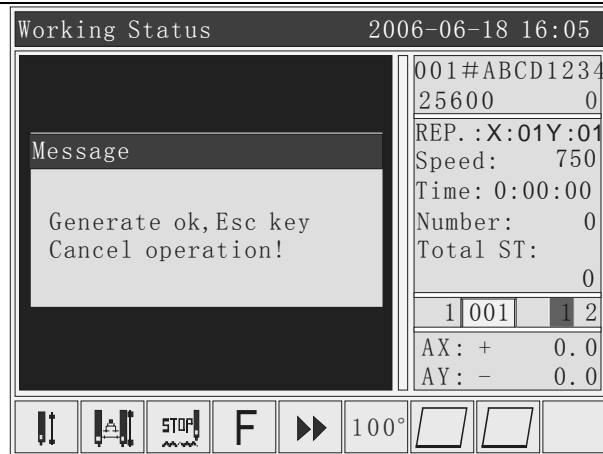 Working Status 2006-06-18 16:05
001#ABCD1234
25600 0
REP.:X:01Y:01
Speed: 750
Time: 0:00:00
Number: 0
Total ST:
0
1 001 1 2
AX: + 0.0
AY: - 0.0
Message
Generate ok,Esc key
Cancel operation!
STOP F 100°